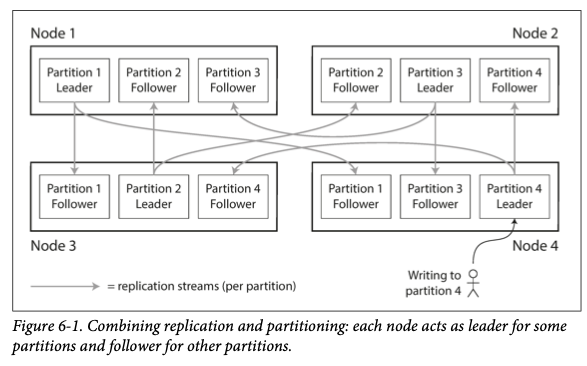 Node 1
Node 2
Partition 1
Leader
Partition 2
Follower
Partition 3
Follower
Partition 2
Follower
Partition 3
Leader
Partition 4
Follower
Partition 1
Follower
Partition 2
Leader
Partition 4
Follower
Partition 1
Follower
Partition 3
Follower
Partition 4
Leader
Node 3
Node 4
Writing to
partition 4
= replication streams (per partition)
Figure 6-1. Combining replication and partitioning: each node acts as leader for some
partitions and follower for other partitions.